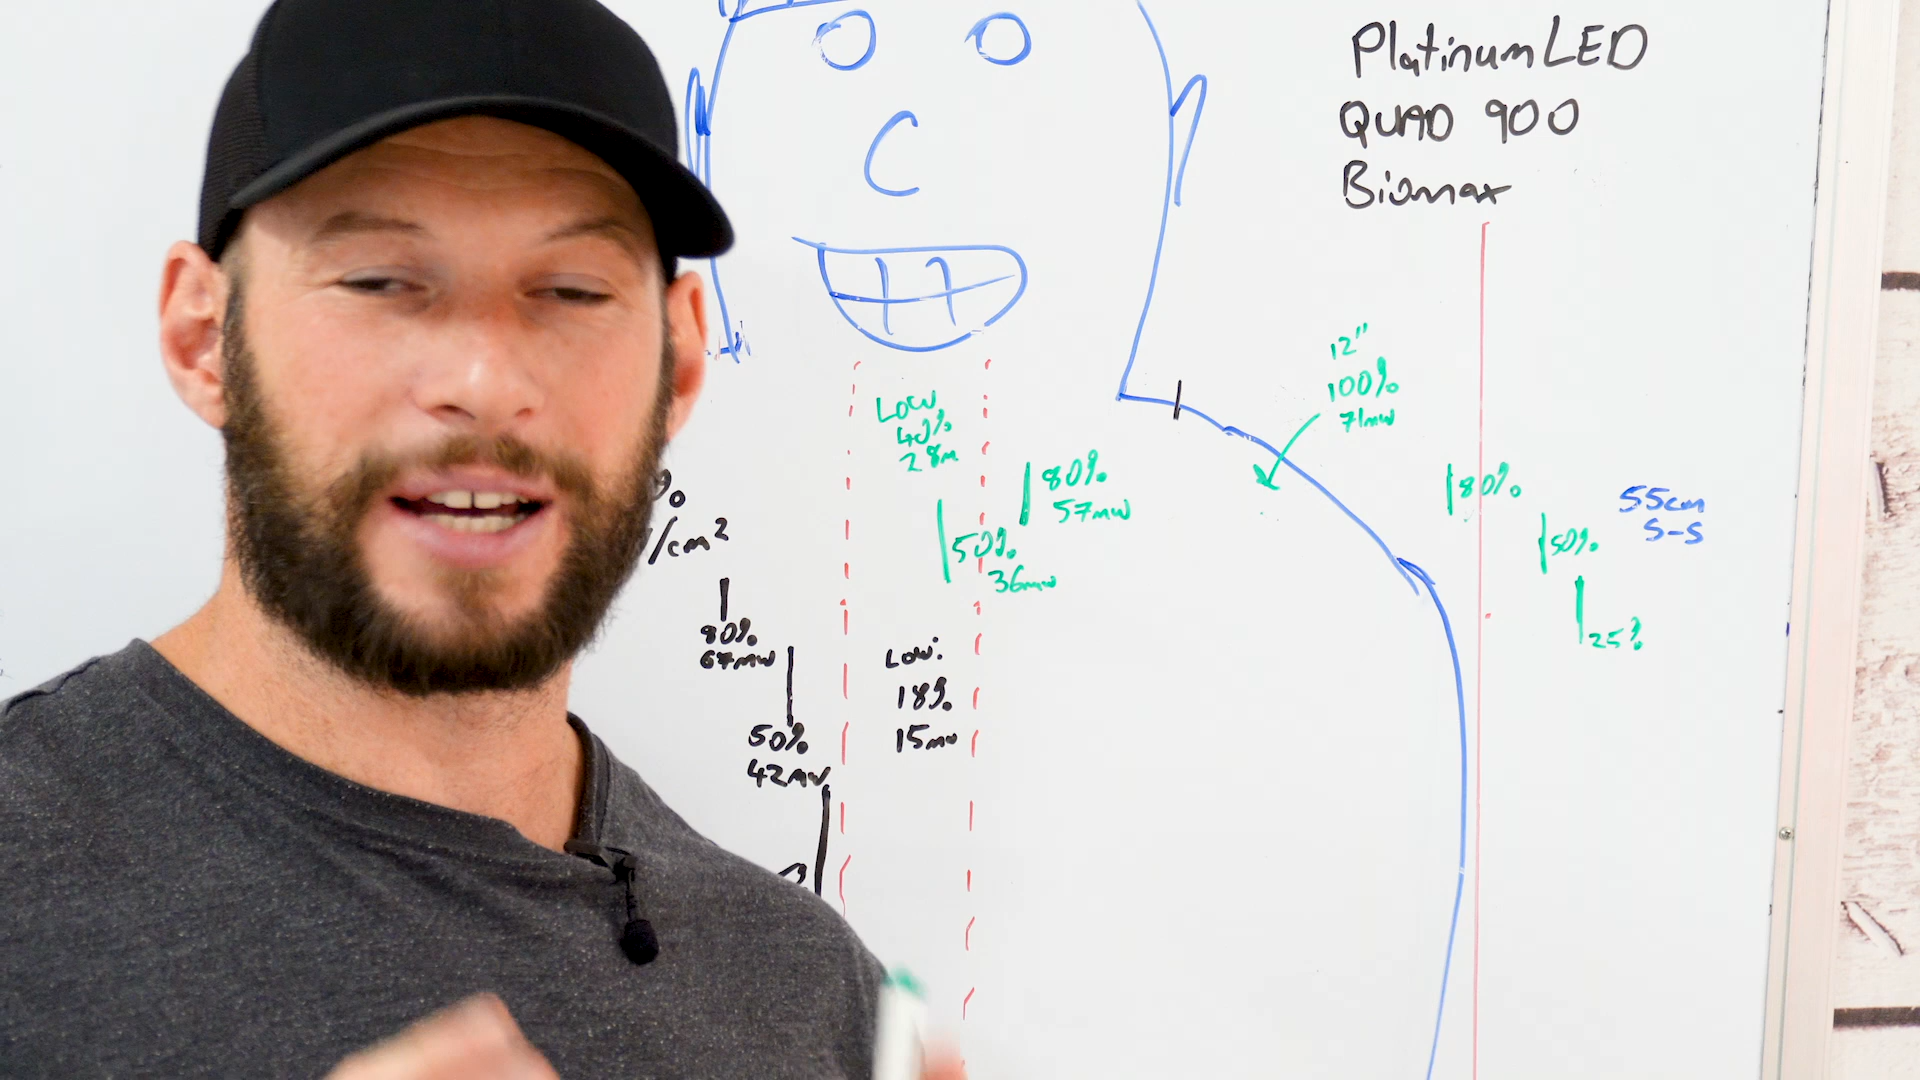 PlatinumLED
QUAD 900
Biomax
12"
100%
71mw
LOW
40%
28m
80%
57mw
50%
36mw
80%
50%
25%
55cm
S-S
%
/cm²
80%
67mw
50%
42mw
LOW:
18%
15mw